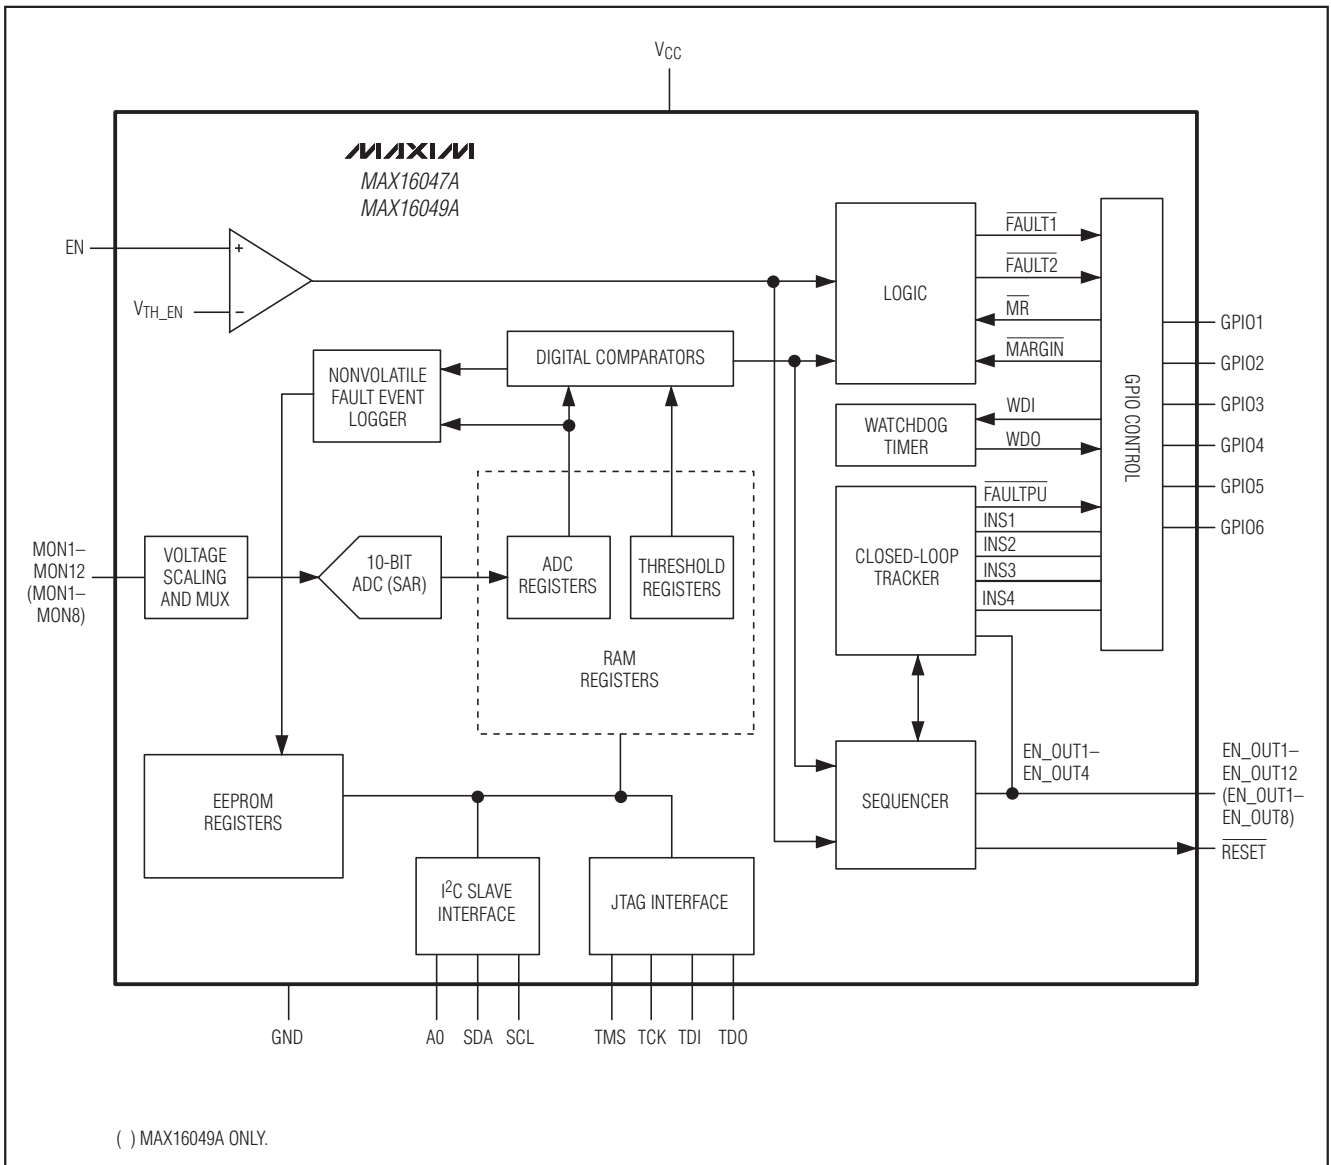 VCC
MAXIM
MAX16047A
MAX16049A
EN
+
VTH_EN
−
LOGIC
FAULT1
FAULT2
MR
MARGIN
DIGITAL COMPARATORS
NONVOLATILE
FAULT EVENT
LOGGER
WATCHDOG
TIMER
WDI
WDO
GPIO CONTROL
GPIO1
GPIO2
GPIO3
GPIO4
GPIO5
GPIO6
FAULTPU
INS1
INS2
INS3
INS4
CLOSED-LOOP
TRACKER
MON1–
MON12
(MON1–
MON8)
VOLTAGE
SCALING
AND MUX
10-BIT
ADC (SAR)
ADC
REGISTERS
THRESHOLD
REGISTERS
RAM
REGISTERS
EEPROM
REGISTERS
SEQUENCER
EN_OUT1–
EN_OUT4
EN_OUT1–
EN_OUT12
(EN_OUT1–
EN_OUT8)
RESET
I2C SLAVE
INTERFACE
JTAG INTERFACE
GND
A0
SDA
SCL
TMS
TCK
TDI
TDO
( ) MAX16049A ONLY.